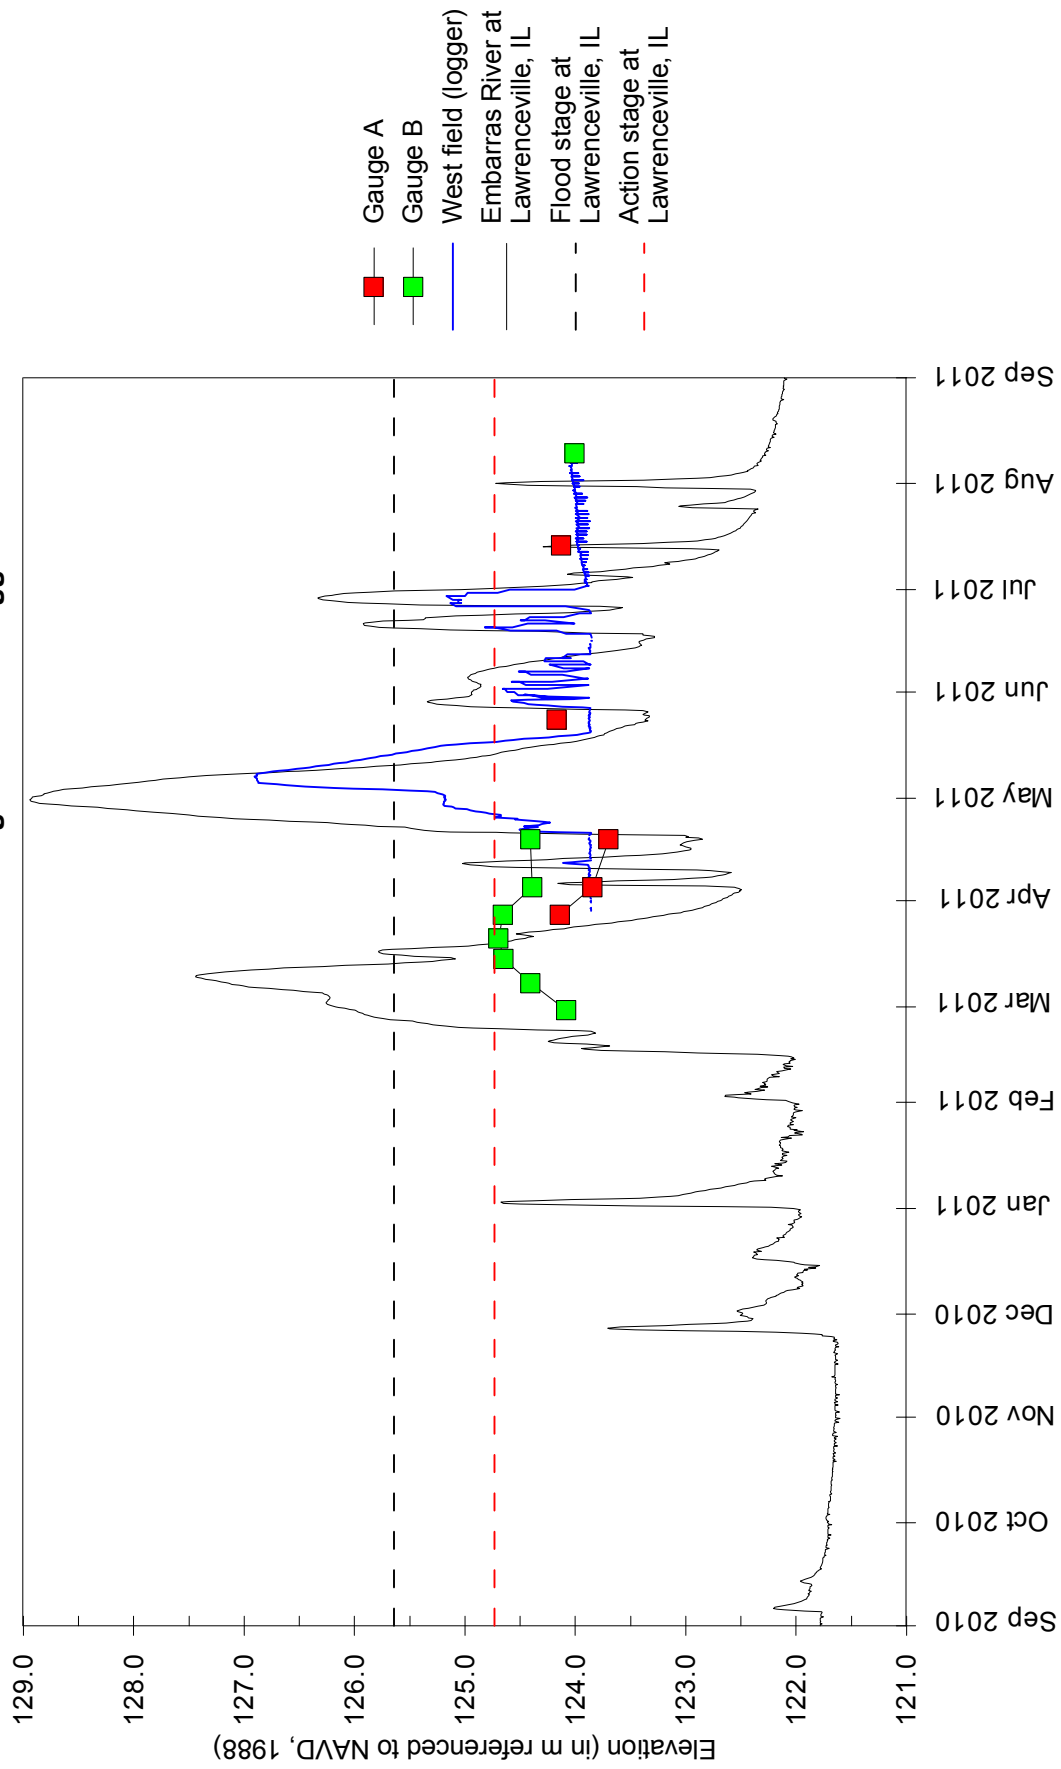 129.0
128.0
127.0
126.0
125.0
124.0
123.0
122.0
121.0
Elevation (in m referenced to NAVD, 1988)
Sep 2010
Oct 2010
Nov 2010
Dec 2010
Jan 2011
Feb 2011
Mar 2011
Apr 2011
May 2011
Jun 2011
Jul 2011
Aug 2011
Sep 2011
Gauge A
Gauge B
West field (logger)
Embarras River at
Lawrenceville, IL
Flood stage at
Lawrenceville, IL
Action stage at
Lawrenceville, IL